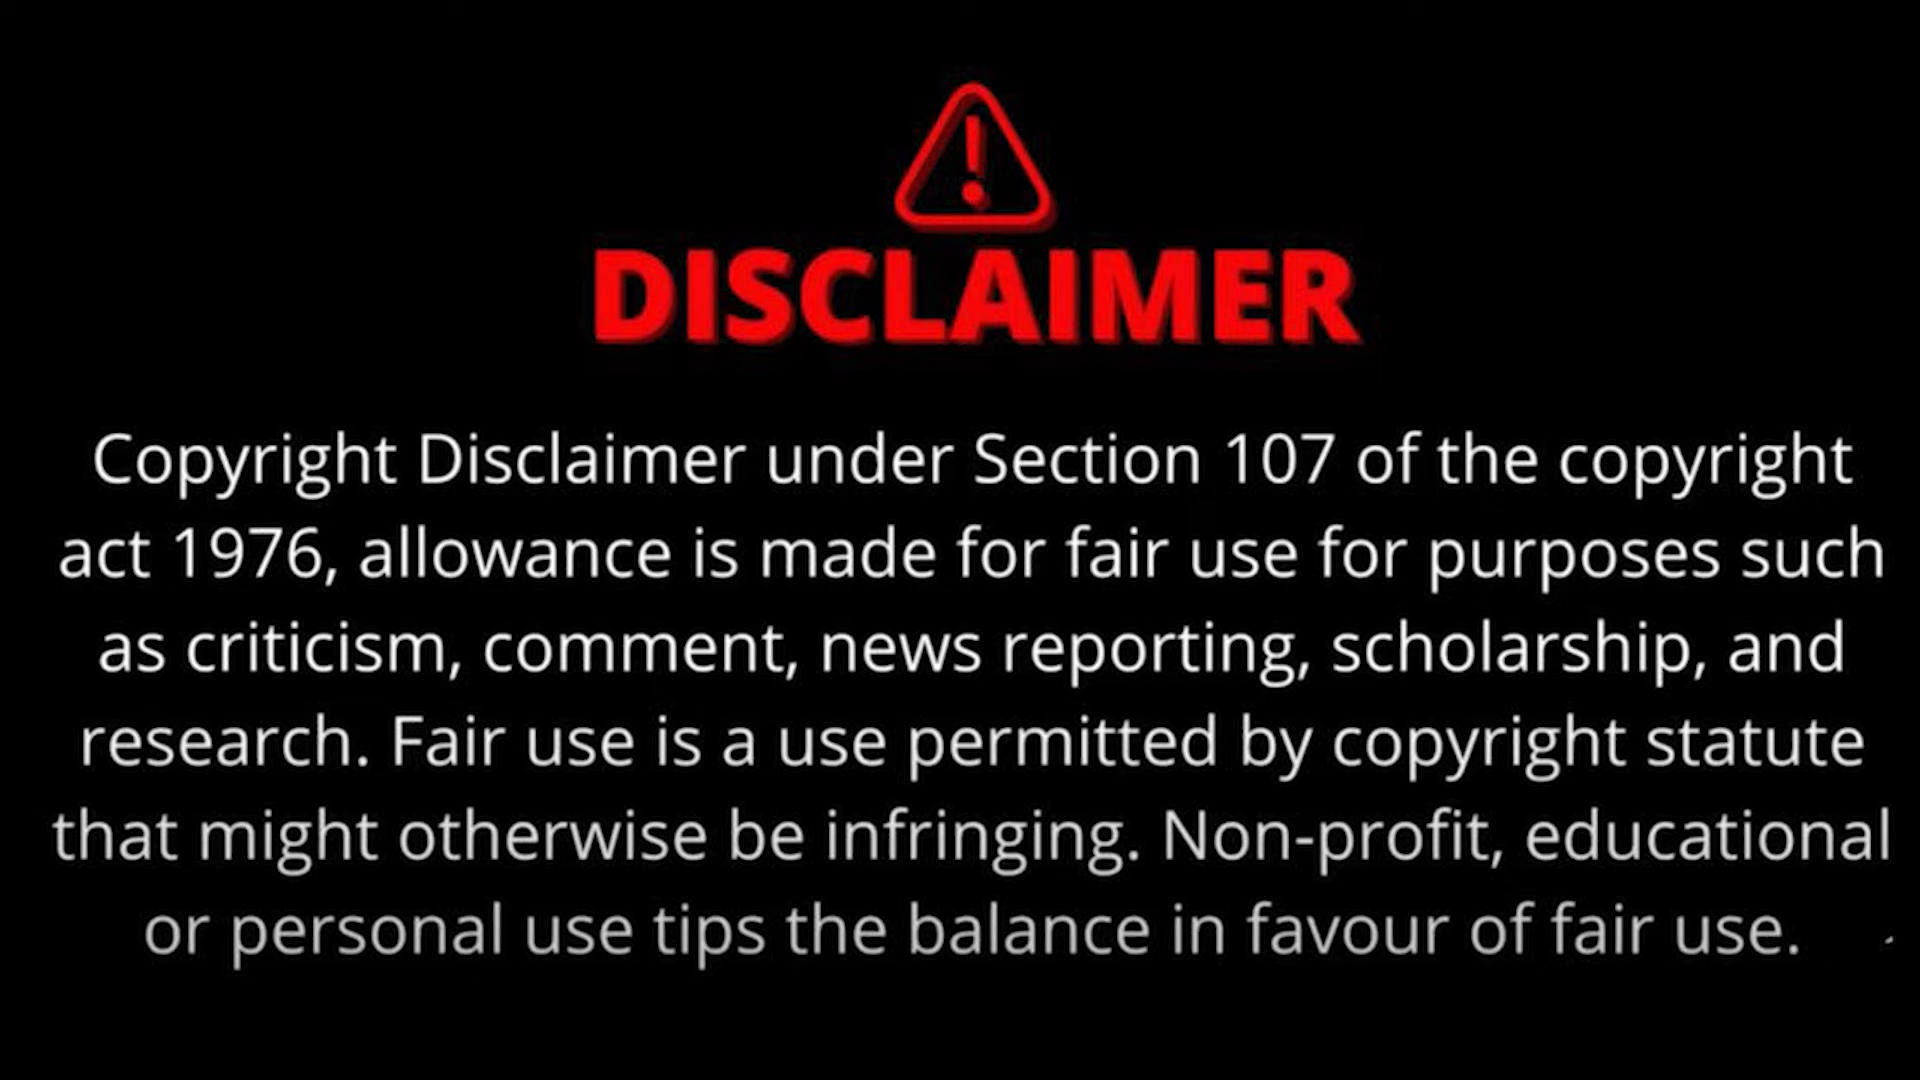 DISCLAIMER
Copyright Disclaimer under Section 107 of the copyright
act 1976, allowance is made for fair use for purposes such
as criticism, comment, news reporting, scholarship, and
research. Fair use is a use permitted by copyright statute
that might otherwise be infringing. Non-profit, educational
or personal use tips the balance in favour of fair use.